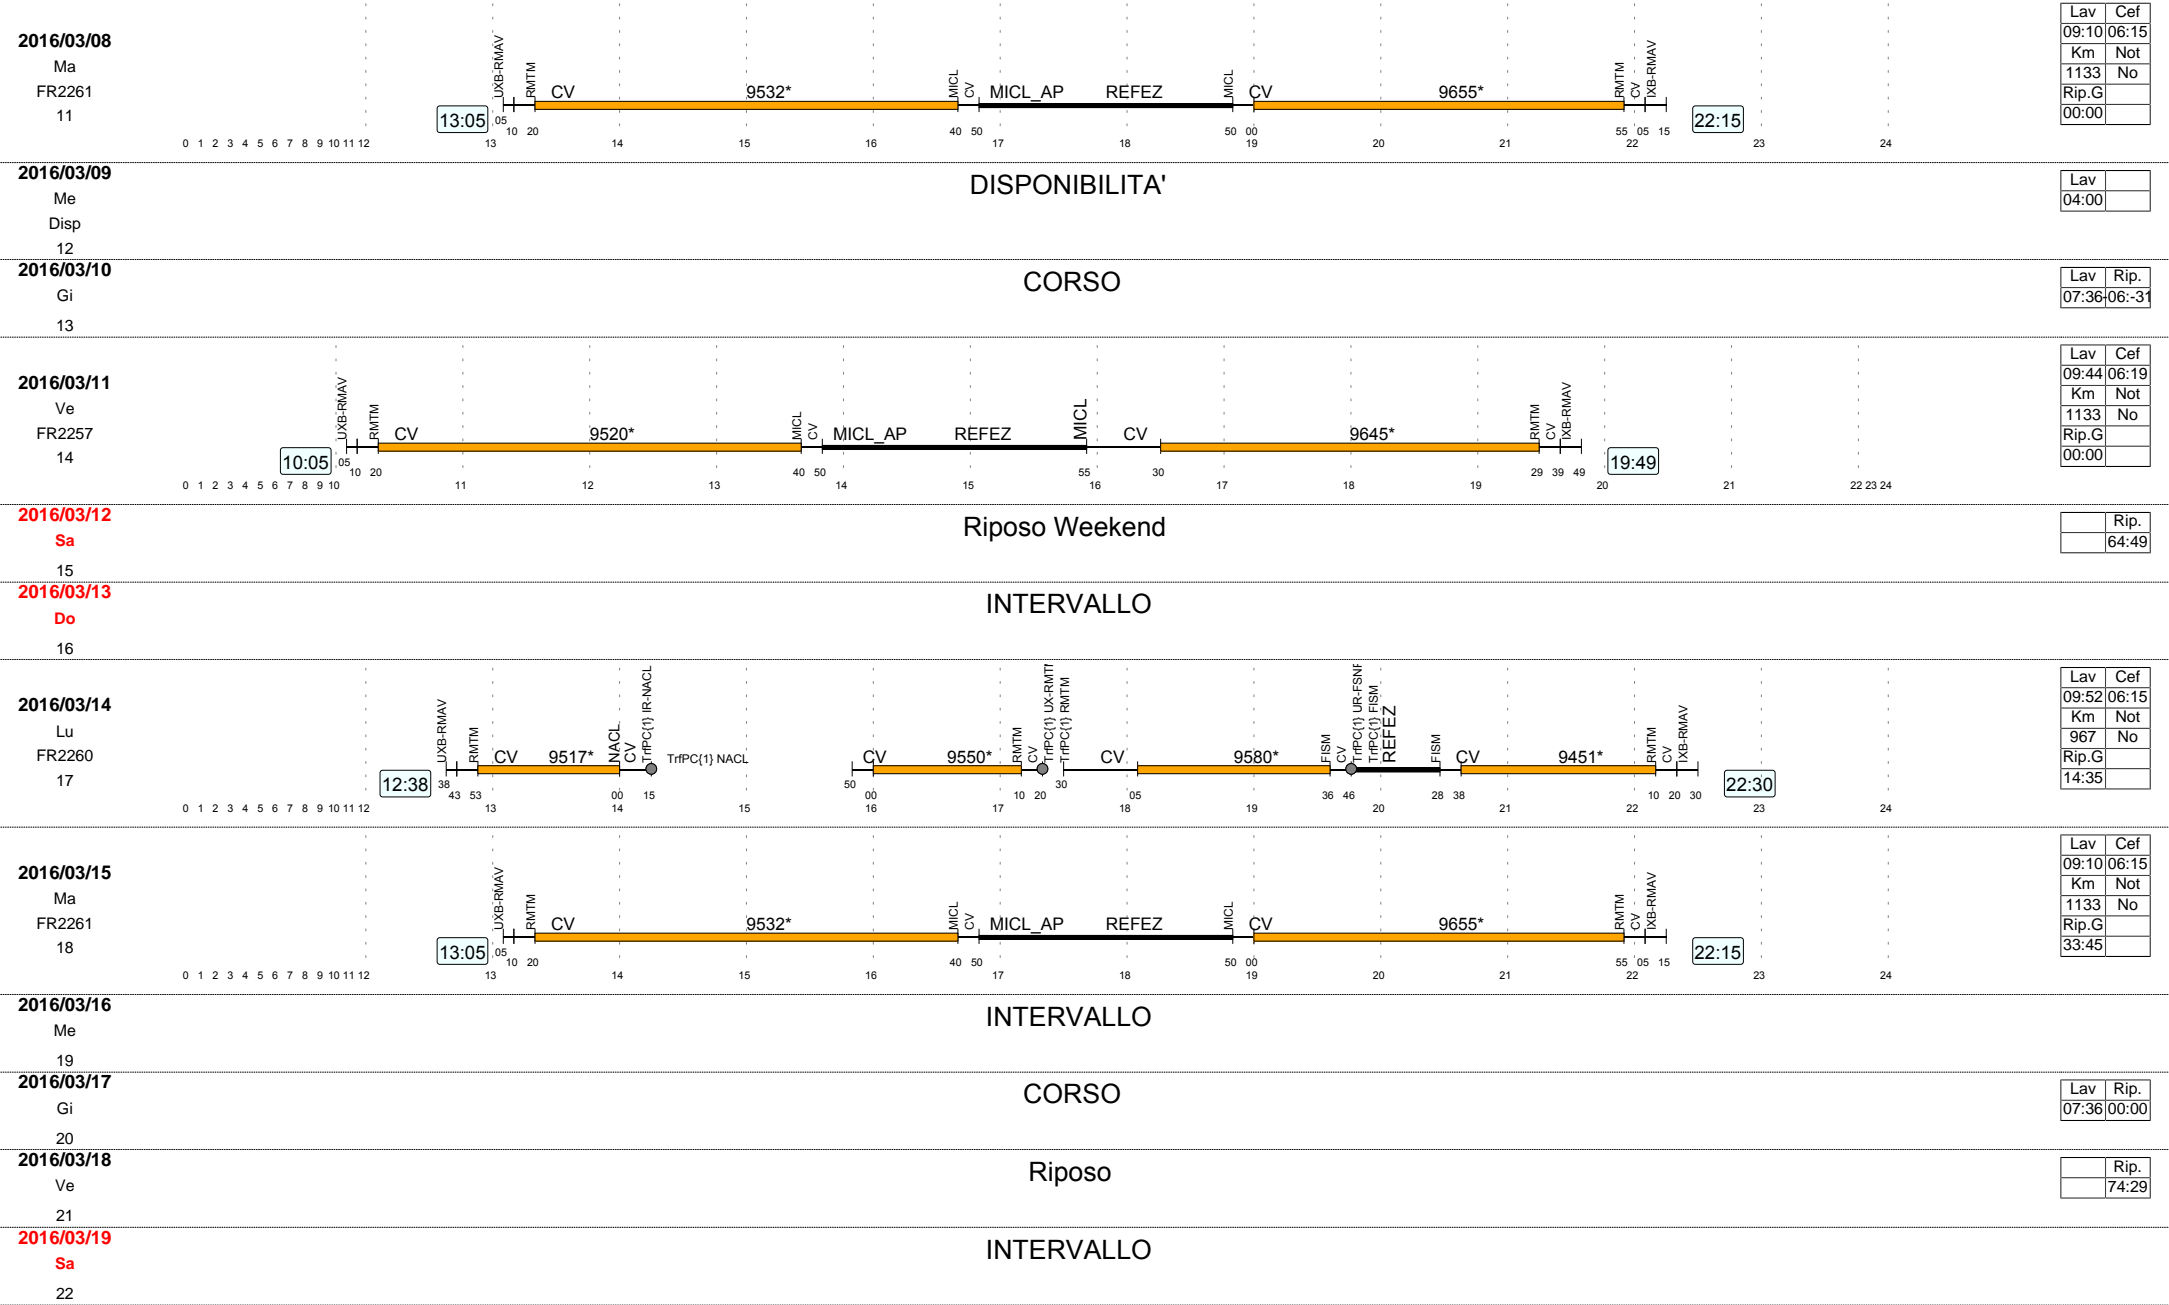 2016/03/08
Ma
FR2261
11
13:05
UXB-RMAV
RMTM
CV
9532*
MICL
CV
MICL_AP
REFEZ
MICL
CV
9655*
RMTM
CV
IXB-RMAV
22:15
05 10 20 40 50 50 00 55 05 15
0 1 2 3 4 5 6 7 8 9 10 11 12 13 14 15 16 17 18 19 20 21 22 23 24
Lav Cef
09:10 06:15
Km Not
1133 No
Rip.G
00:00
2016/03/09
Me
Disp
12
DISPONIBILITA'
Lav
04:00
2016/03/10
Gi
13
CORSO
Lav Rip.
07:36 -06:-31
2016/03/11
Ve
FR2257
14
10:05
UXB-RMAV
RMTM
CV
9520*
MICL
CV
MICL_AP
REFEZ
MICL
CV
9645*
RMTM
CV
IXB-RMAV
19:49
05 10 20 40 50 55 30 29 39 49
0 1 2 3 4 5 6 7 8 9 10 11 12 13 14 15 16 17 18 19 20 21 22 23 24
Lav Cef
09:44 06:19
Km Not
1133 No
Rip.G
00:00
2016/03/12
Sa
15
Riposo Weekend
Rip.
64:49
2016/03/13
Do
16
INTERVALLO
2016/03/14
Lu
FR2260
17
12:38
UXB-RMAV
RMTM
CV
9517*
NACL
CV
TrfPC{1} IR-NACL
TrfPC{1} NACL
CV
9550*
RMTM
CV
TrfPC{1} UX-RMTM
TrfPC{1} RMTM
CV
9580*
FISM
CV
TrfPC{1} UR-FSNF
TrfPC{1} FISM
REFEZ
FISM
CV
9451*
RMTM
CV
IXB-RMAV
22:30
38 43 53 00 15 50 00 10 20 30 05 36 46 28 38 10 20 30
0 1 2 3 4 5 6 7 8 9 10 11 12 13 14 15 16 17 18 19 20 21 22 23 24
Lav Cef
09:52 06:15
Km Not
967 No
Rip.G
14:35
2016/03/15
Ma
FR2261
18
13:05
UXB-RMAV
RMTM
CV
9532*
MICL
CV
MICL_AP
REFEZ
MICL
CV
9655*
RMTM
CV
IXB-RMAV
22:15
05 10 20 40 50 50 00 55 05 15
0 1 2 3 4 5 6 7 8 9 10 11 12 13 14 15 16 17 18 19 20 21 22 23 24
Lav Cef
09:10 06:15
Km Not
1133 No
Rip.G
33:45
2016/03/16
Me
19
INTERVALLO
2016/03/17
Gi
20
CORSO
Lav Rip.
07:36 00:00
2016/03/18
Ve
21
Riposo
Rip.
74:29
2016/03/19
Sa
22
INTERVALLO